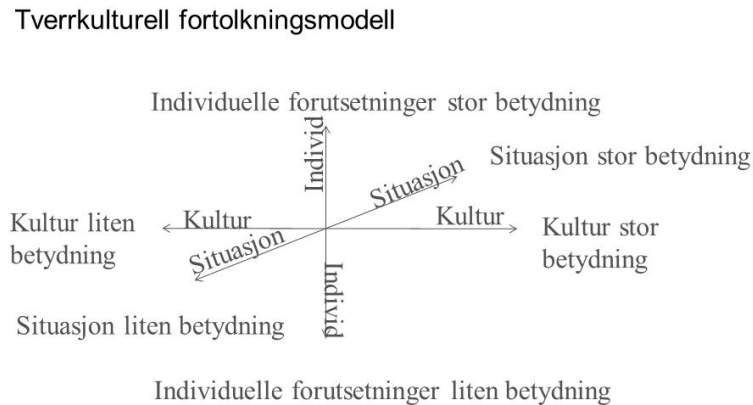 Tverrkulturell fortolkningsmodell
Individuelle forutsetninger stor betydning
Individ
Situasjon stor betydning
Situasjon
Kultur liten
betydning
Kultur
Kultur
Kultur stor
betydning
Situasjon
Individ
Situasjon liten betydning
Individuelle forutsetninger liten betydning